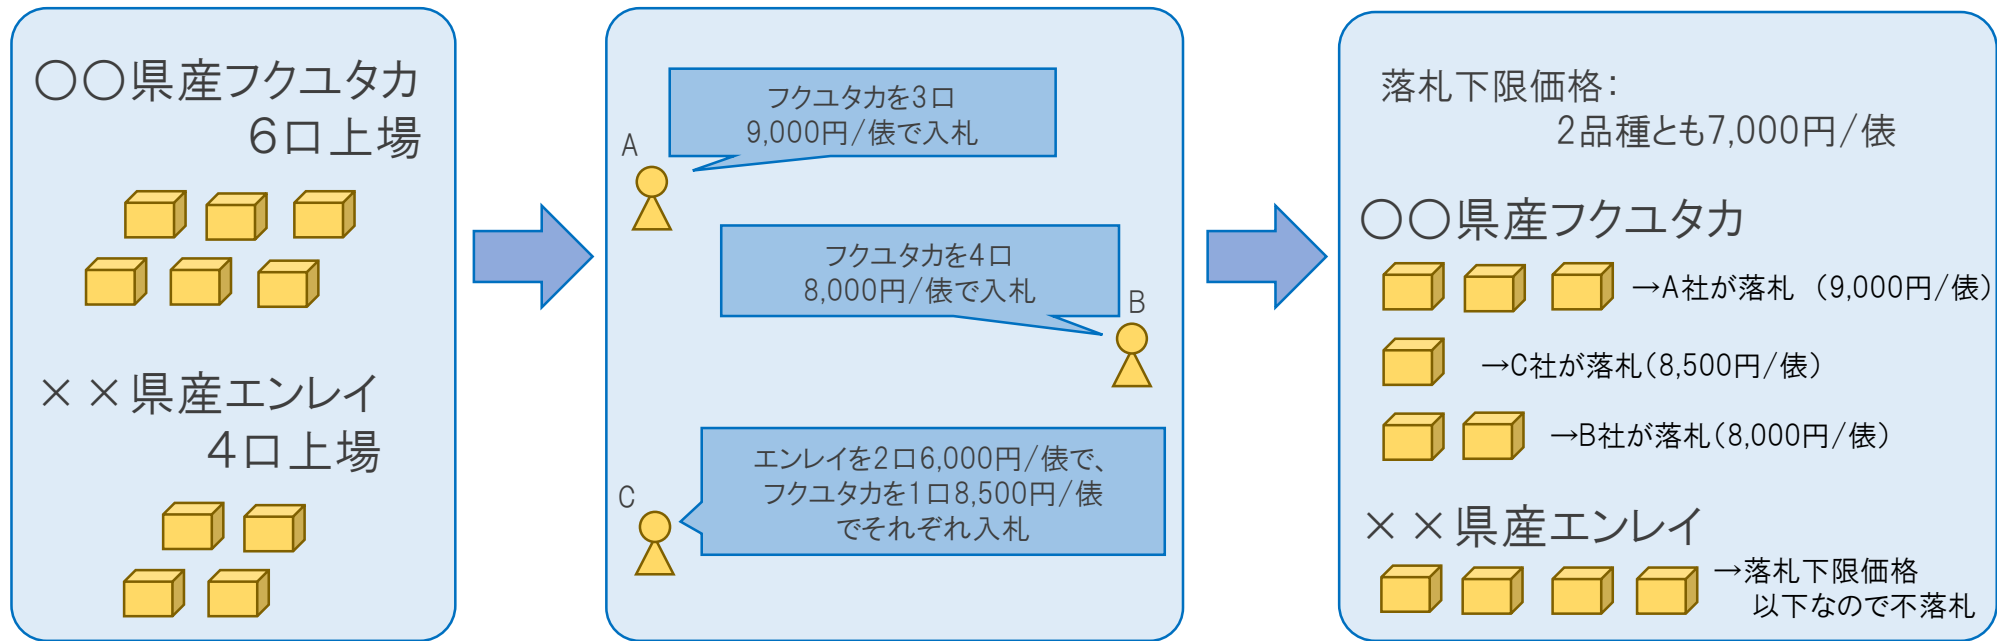 〇〇県産フクユタカ
6口上場
××県産エンレイ
4口上場
フクユタカを3口
9,000円/俵で入札
A
フクユタカを4口
8,000円/俵で入札
B
エンレイを2口6,000円/俵で、
フクユタカを1口8,500円/俵
でそれぞれ入札
C
落札下限価格：
2品種とも7,000円/俵
〇〇県産フクユタカ
→A社が落札 （9,000円/俵）
→C社が落札（8,500円/俵）
→B社が落札（8,000円/俵）
××県産エンレイ
→落札下限価格
以下なので不落札